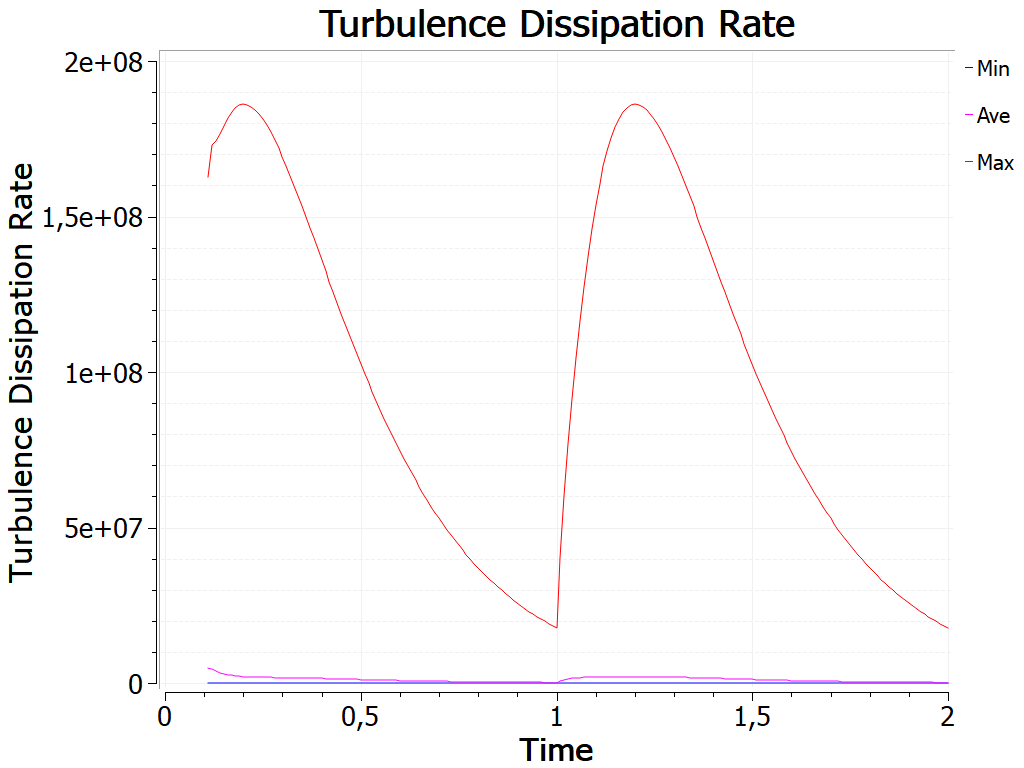 Turbulence Dissipation Rate
2e+08
1,5e+08
1e+08
5e+07
0
Turbulence Dissipation Rate
0 0,5 1 1,5 2
Time
Min
Ave
Max